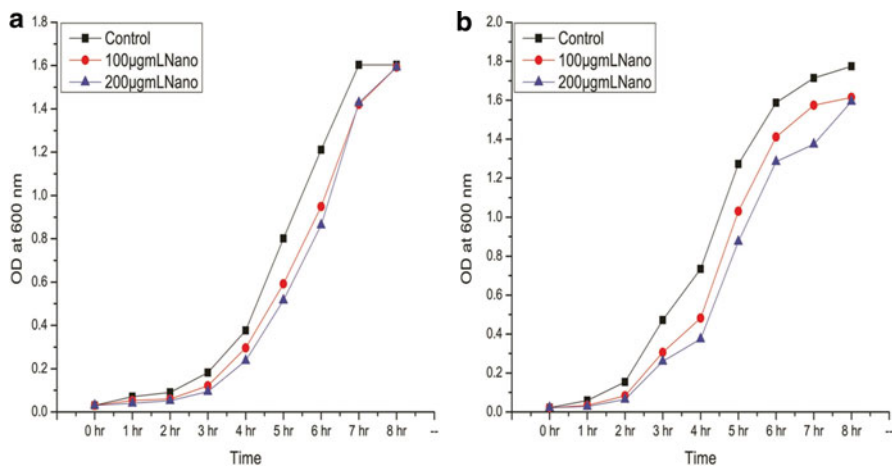 a
1.8
1.6
1.4
1.2
1.0
0.8
0.6
0.4
0.2
0.0
OD at 600 nm
Control
100µgmLNano
200µgmLNano
0 hr 1 hr 2 hr 3 hr 4 hr 5 hr 6 hr 7 hr 8 hr --
Time
b
2.0
1.8
1.6
1.4
1.2
1.0
0.8
0.6
0.4
0.2
0.0
OD at 600 nm
Control
100µgmLNano
200µgmLNano
0 hr 1 hr 2 hr 3 hr 4 hr 5 hr 6 hr 7 hr 8 hr --
Time